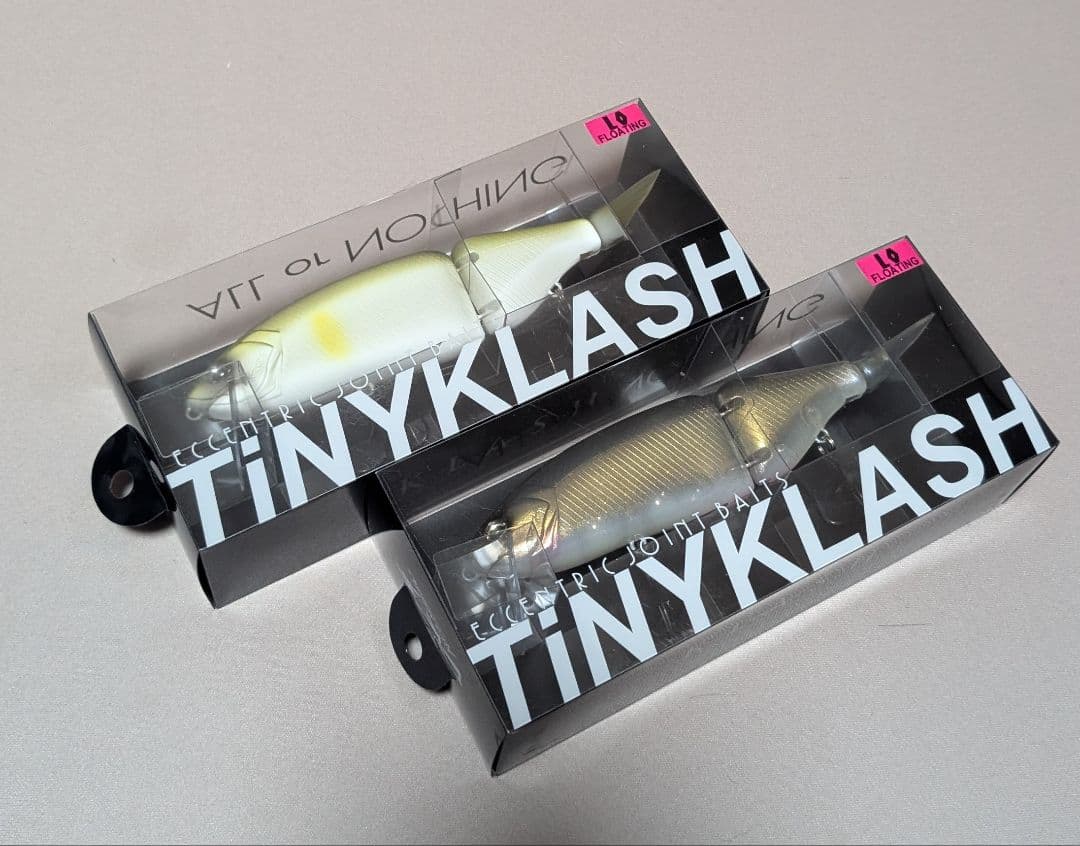 LO
FLOATING
ALL or NOTHING
ECCENTRIC JOINT BAITS
TiNYKLASH
LO
FLOATING
ECCENTRIC JOINT BAITS
TiNYKLASH